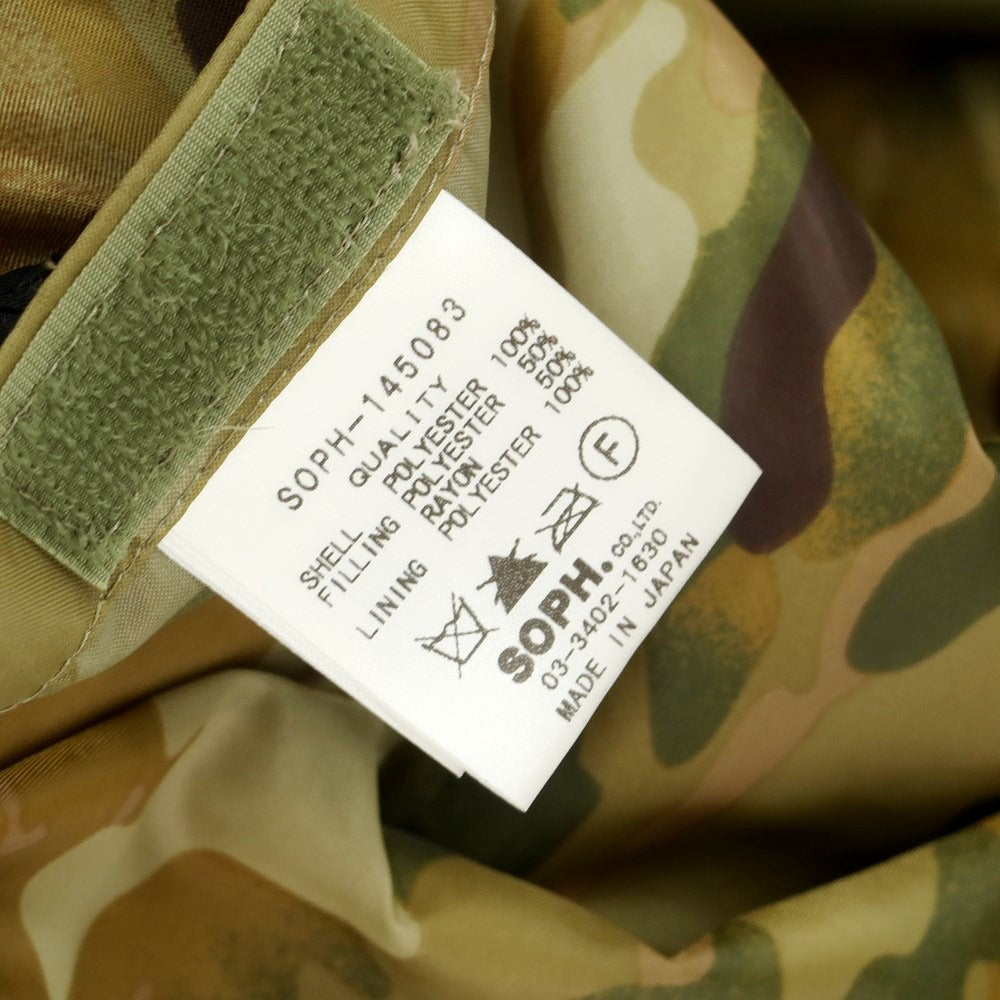 SOPH-145083
QUALITY
SHELL POLYESTER 100%
FILLING POLYESTER 50%
RAYON 50%
LINING POLYESTER 100%
F
SOPH. CO.,LTD.
03-3402-1630
MADE IN JAPAN